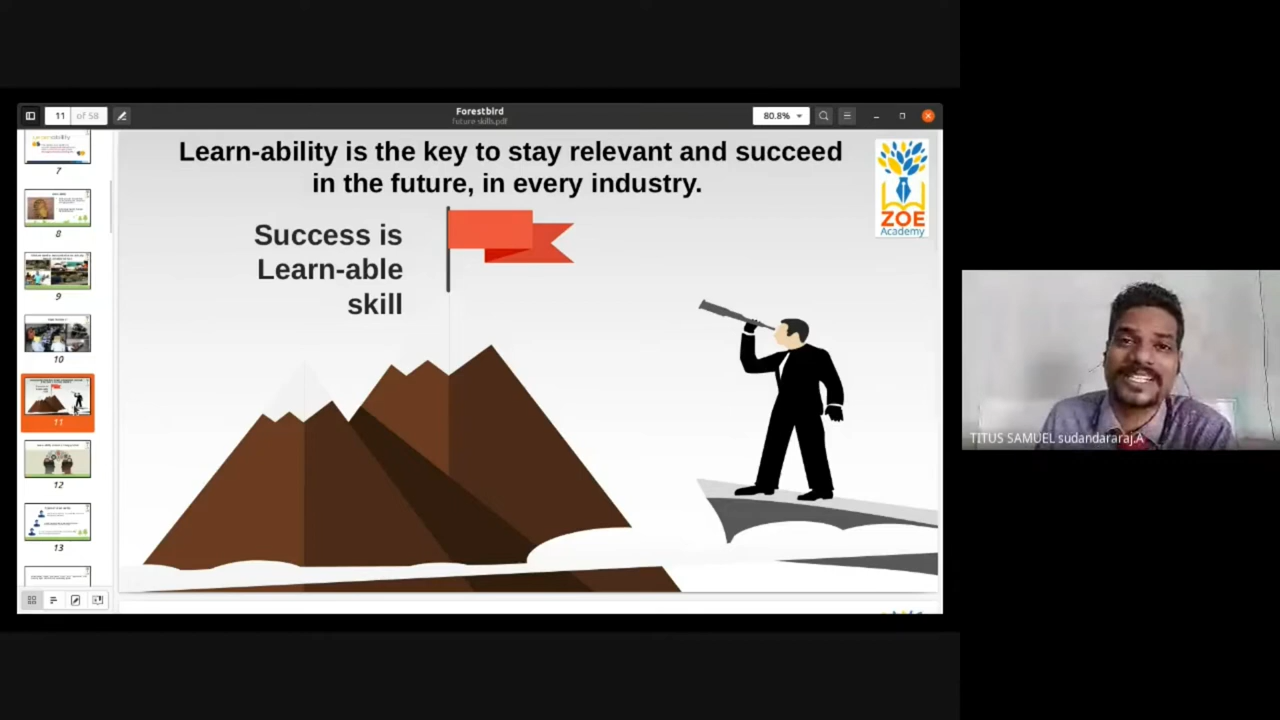 11 of 58
Forestbird
future skills.pdf
80.8%
7
8
9
10
11
12
13
Learn-ability is the key to stay relevant and succeed
in the future, in every industry.
Success is
Learn-able
skill
ZOE
Academy
TITUS SAMUEL sudandararaj.A